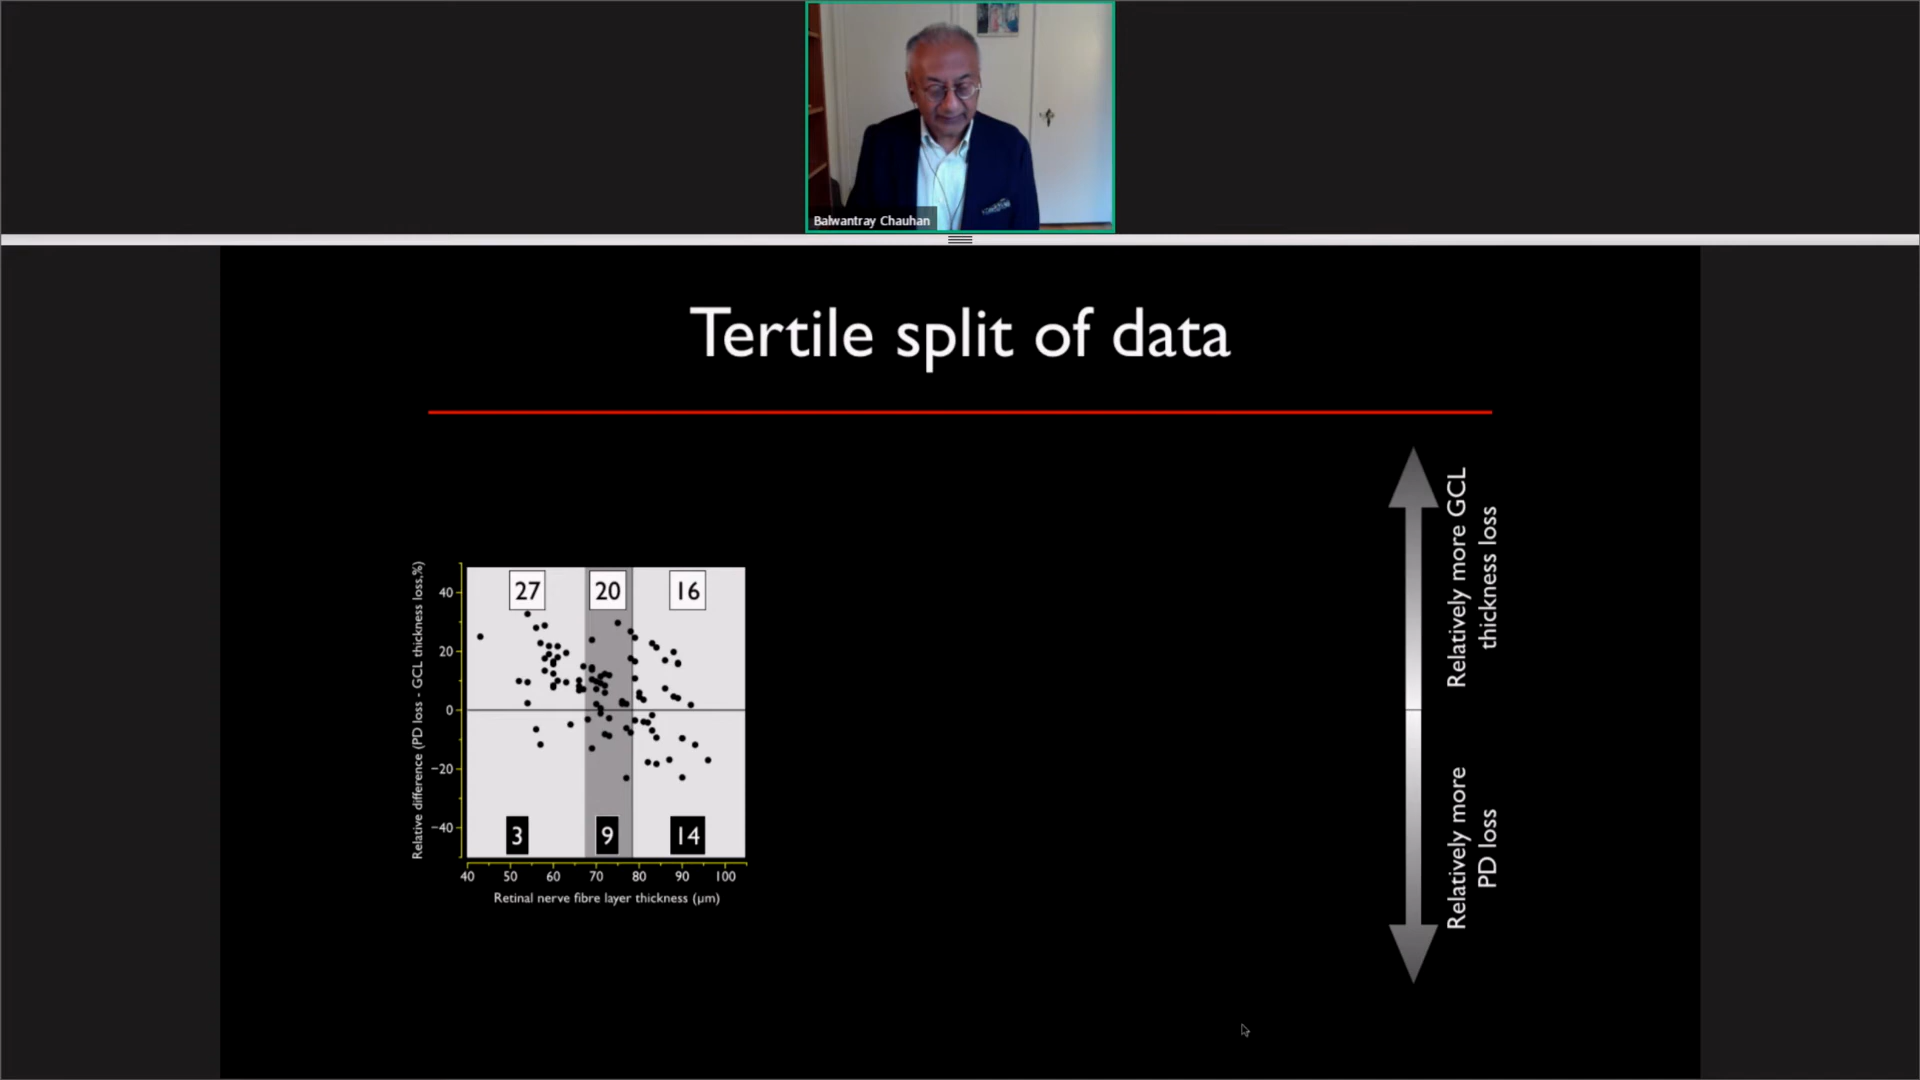 Balwantray Chauhan
Tertile split of data
Relative difference (PD loss - GCL thickness loss,%)
40
20
0
−20
−40
27
20
16
3
9
14
40 50 60 70 80 90 100
Retinal nerve fibre layer thickness (µm)
Relatively more GCL
thickness loss
Relatively more
PD loss